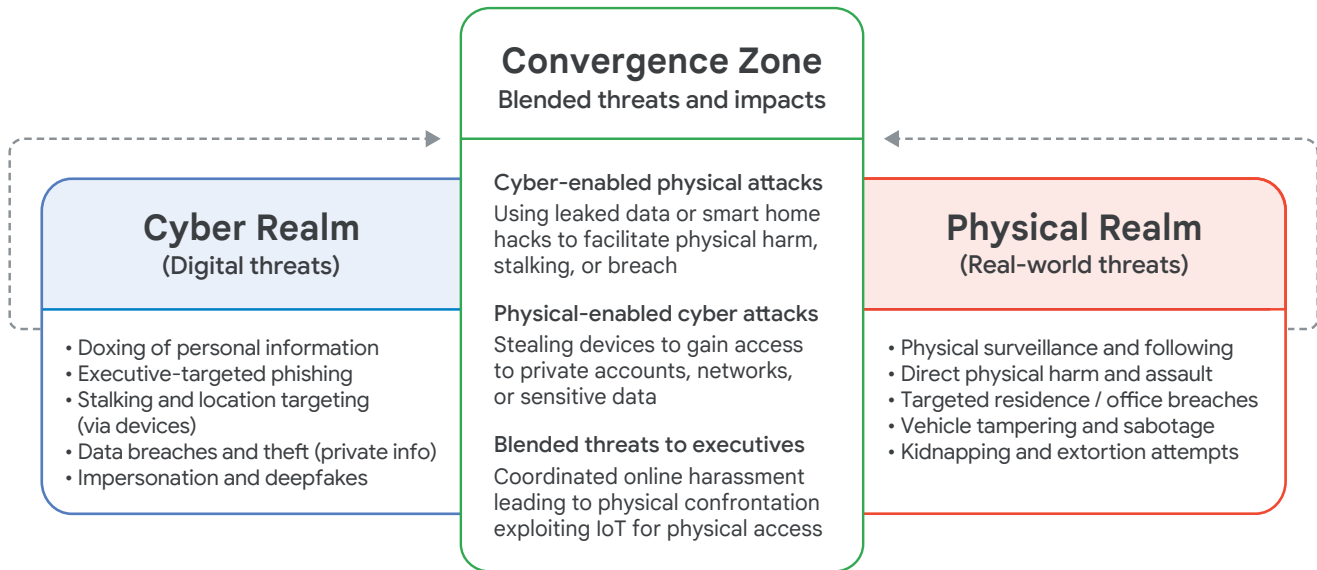 Convergence Zone
Blended threats and impacts
Cyber-enabled physical attacks
Using leaked data or smart home
hacks to facilitate physical harm,
stalking, or breach
Physical-enabled cyber attacks
Stealing devices to gain access
to private accounts, networks,
or sensitive data
Blended threats to executives
Coordinated online harassment
leading to physical confrontation
exploiting IoT for physical access
Cyber Realm
(Digital threats)
• Doxing of personal information
• Executive-targeted phishing
• Stalking and location targeting
(via devices)
• Data breaches and theft (private info)
• Impersonation and deepfakes
Physical Realm
(Real-world threats)
• Physical surveillance and following
• Direct physical harm and assault
• Targeted residence / office breaches
• Vehicle tampering and sabotage
• Kidnapping and extortion attempts